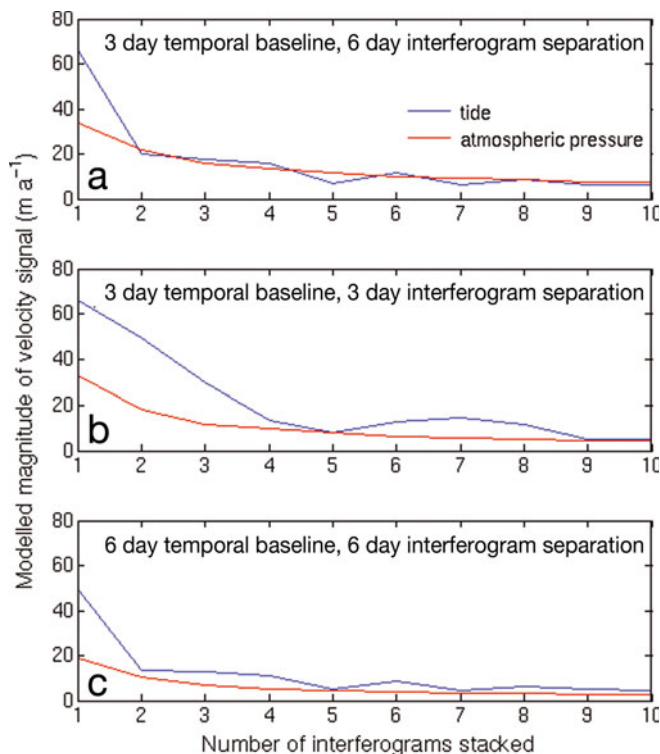 Modelled magnitude of velocity signal (m a⁻¹)
80
3 day temporal baseline, 6 day interferogram separation
60
tide
40
atmospheric pressure
20
a
0
1 2 3 4 5 6 7 8 9 10
80
3 day temporal baseline, 3 day interferogram separation
60
40
20
b
0
1 2 3 4 5 6 7 8 9 10
80
6 day temporal baseline, 6 day interferogram separation
60
40
20
c
0
1 2 3 4 5 6 7 8 9 10
Number of interferograms stacked